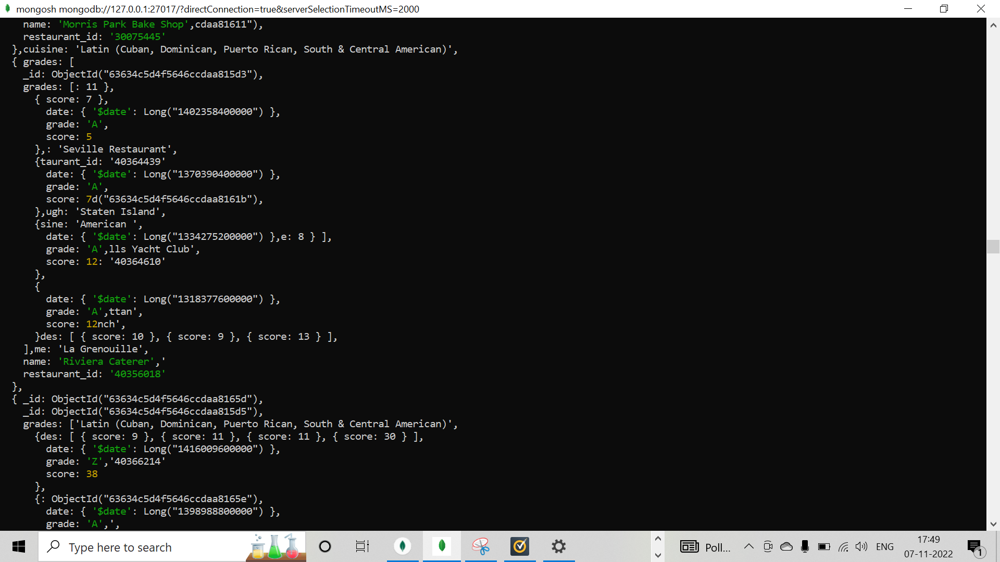 mongosh mongodb://127.0.0.1:27017/?directConnection=true&serverSelectionTimeoutMS=2000
name: 'Morris Park Bake Shop',cdaa81611"),
restaurant_id: '30075445'
},cuisine: 'Latin (Cuban, Dominican, Puerto Rican, South & Central American)',
{ grades: [
_id: ObjectId("63634c5d4f5646ccdaa815d3"),
grades: [: 11 },
{ score: 7 },
date: { '$date': Long("1402358400000") },
grade: 'A',
score: 5
},: 'Seville Restaurant',
{taurant_id: '40364439'
date: { '$date': Long("1370390400000") },
grade: 'A',
score: 7d("63634c5d4f5646ccdaa8161b"),
},ugh: 'Staten Island',
{sine: 'American ',
date: { '$date': Long("1334275200000") },e: 8 } ],
grade: 'A',lls Yacht Club',
score: 12: '40364610'
},
{
date: { '$date': Long("1318377600000") },
grade: 'A',ttan',
score: 12nch',
}des: [ { score: 10 }, { score: 9 }, { score: 13 } ],
],me: 'La Grenouille',
name: 'Riviera Caterer','
restaurant_id: '40356018'
},
{ _id: ObjectId("63634c5d4f5646ccdaa8165d"),
_id: ObjectId("63634c5d4f5646ccdaa815d5"),
grades: ['Latin (Cuban, Dominican, Puerto Rican, South & Central American)',
{des: [ { score: 9 }, { score: 11 }, { score: 11 }, { score: 30 } ],
date: { '$date': Long("1416009600000") },
grade: 'Z','40366214'
score: 38
},
{: ObjectId("63634c5d4f5646ccdaa8165e"),
date: { '$date': Long("1398988800000") },
grade: 'A',',
Type here to search
Poll...
ENG
17:49
07-11-2022
1